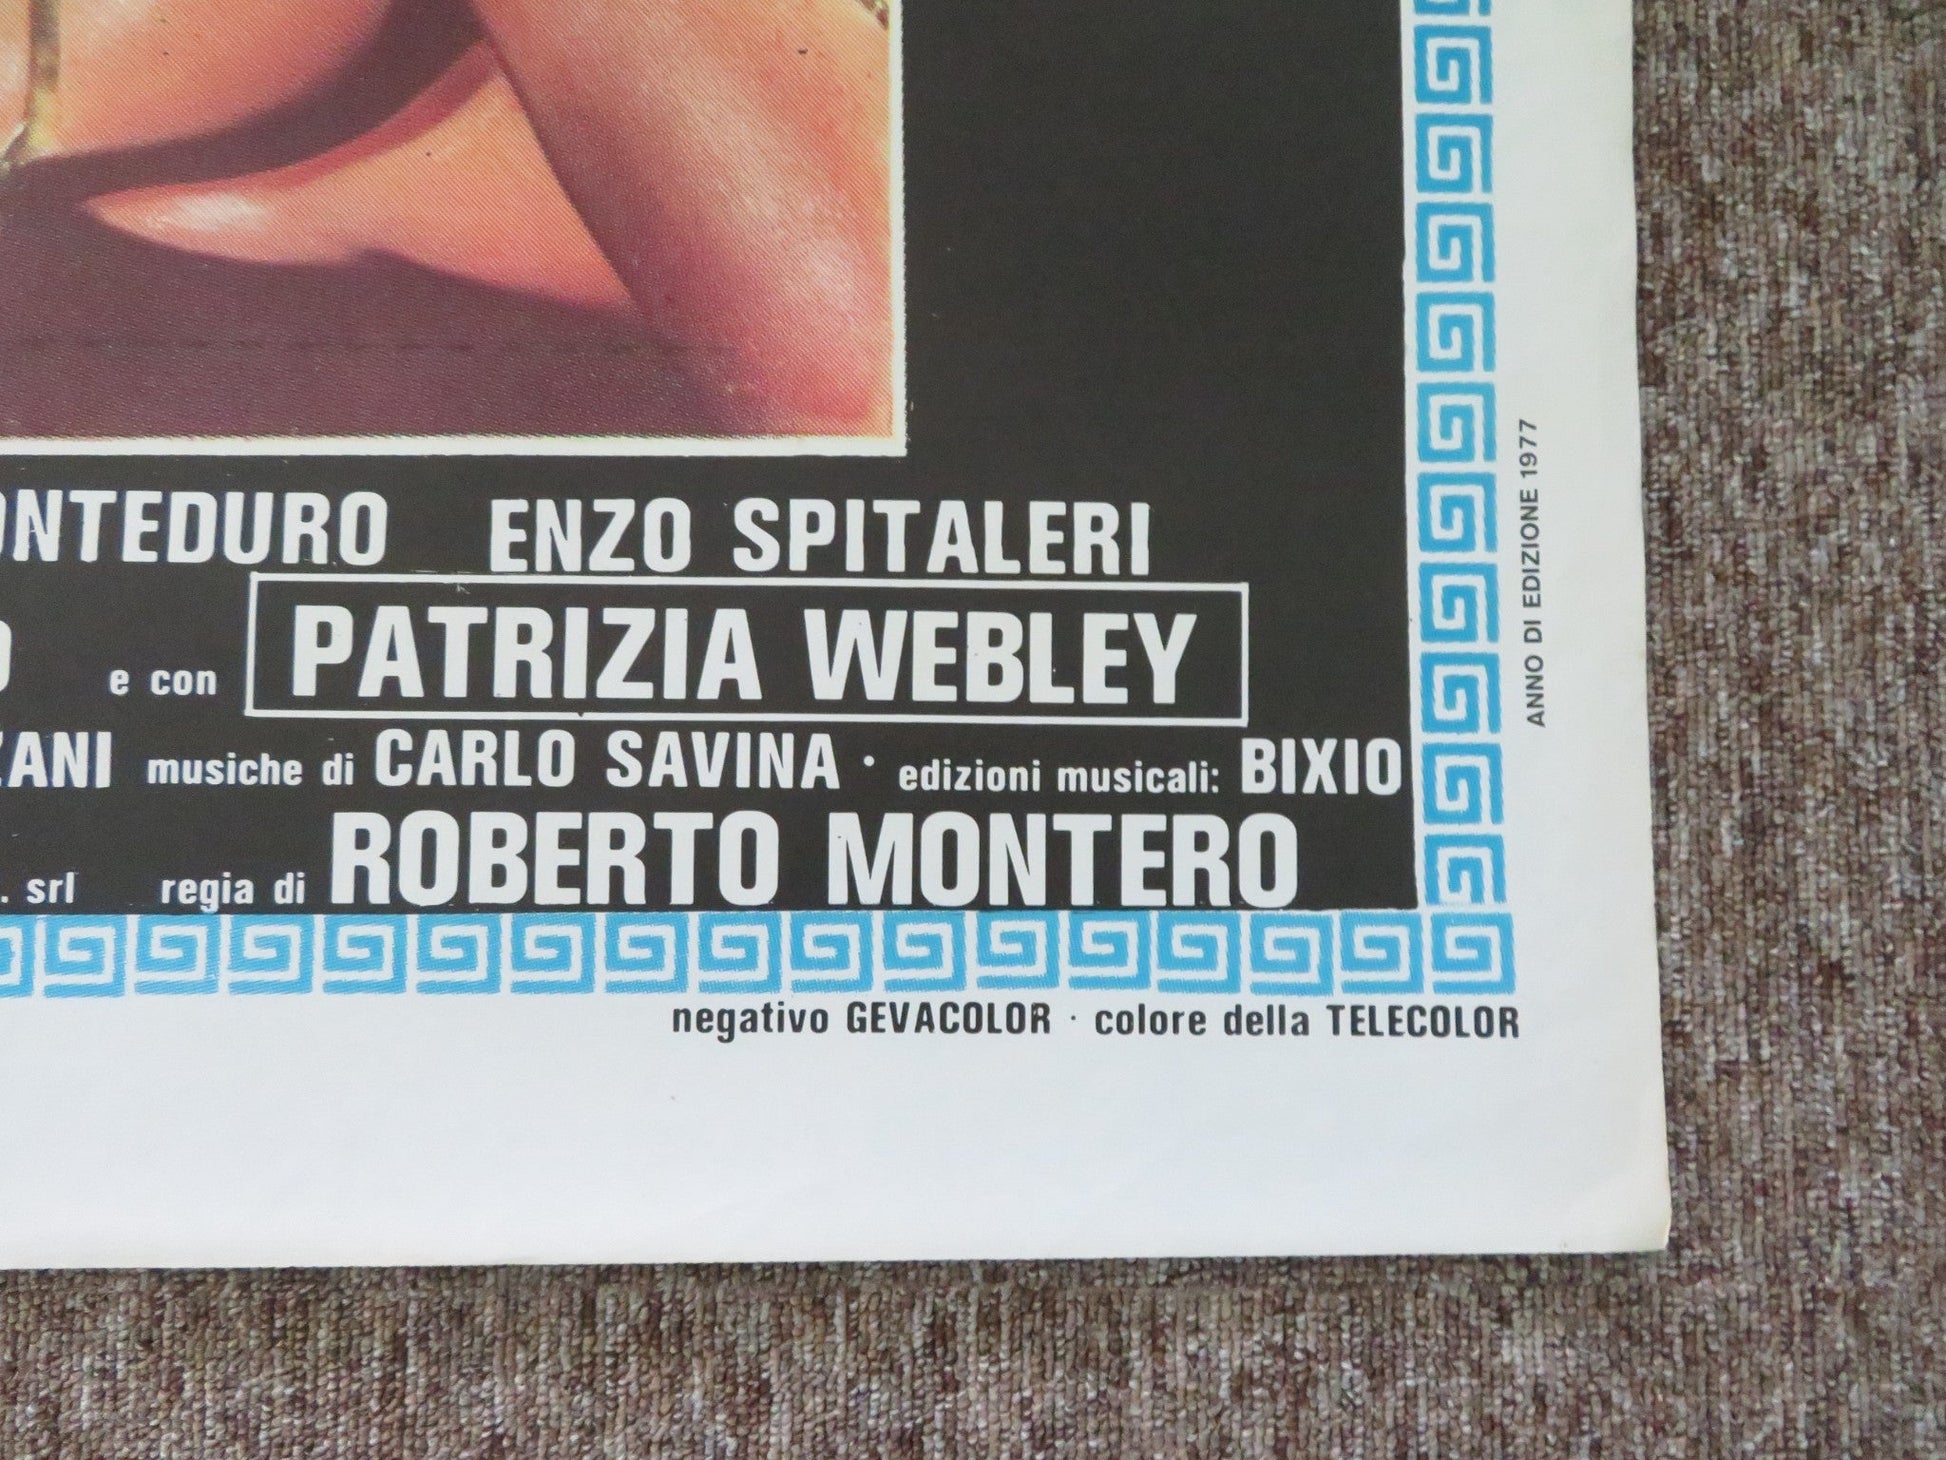 ONTEDURO ENZO SPITALERI
e con PATRIZIA WEBLEY
ZANI musiche di CARLO SAVINA · edizioni musicali: BIXIO
. srl regia di ROBERTO MONTERO
negativo GEVACOLOR · colore della TELECOLOR
ANNO DI EDIZIONE 1977